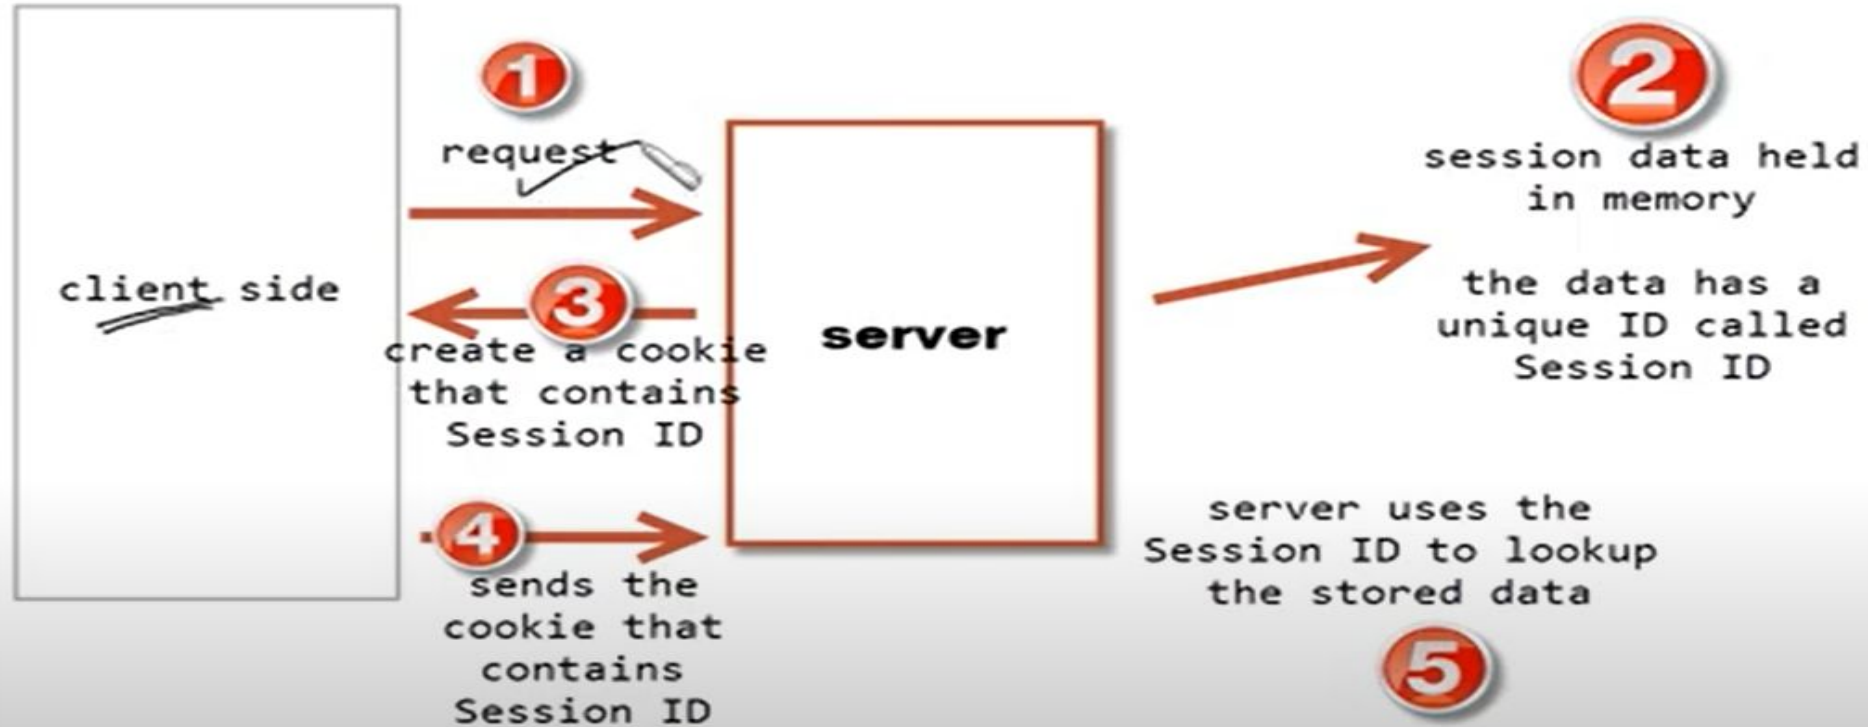 1
request
client side
3
create a cookie
that contains
Session ID
4
sends the
cookie that
contains
Session ID
server
2
session data held
in memory
the data has a
unique ID called
Session ID
server uses the
Session ID to lookup
the stored data
5